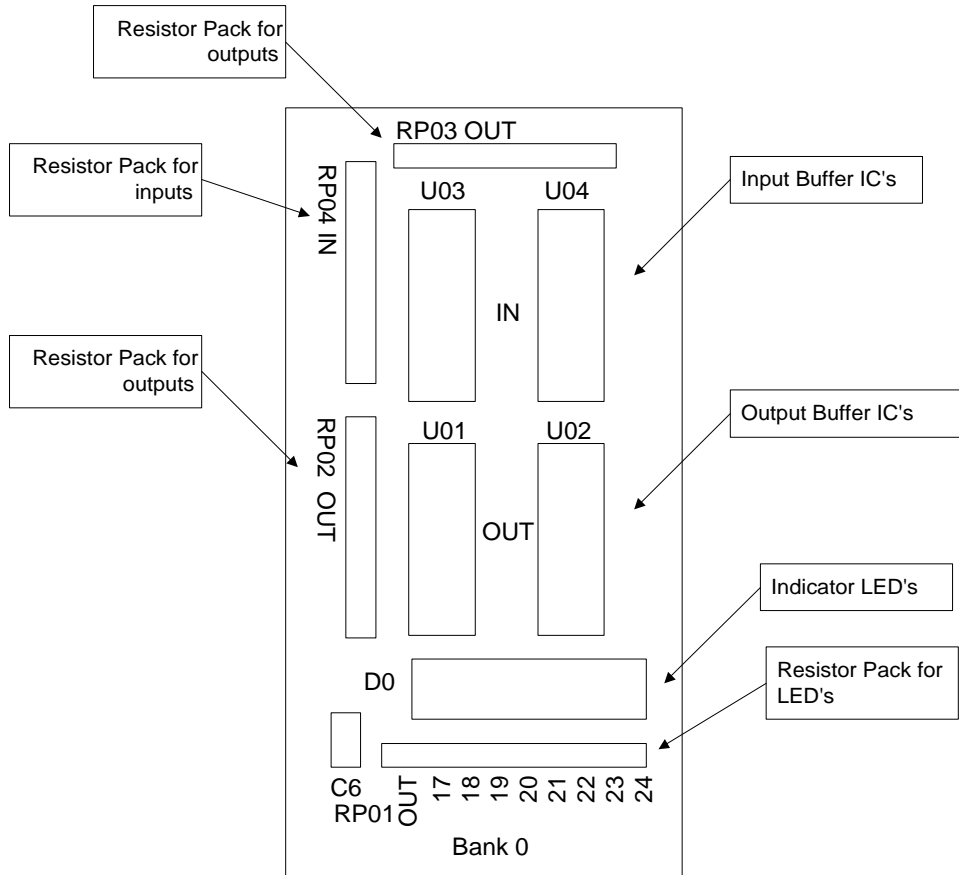 Resistor Pack for
outputs
RP03 OUT
Resistor Pack for
inputs
RP04 IN
U03
U04
Input Buffer IC's
IN
Resistor Pack for
outputs
RP02 OUT
U01
U02
Output Buffer IC's
OUT
Indicator LED's
D0
Resistor Pack for
LED's
C6
RP01
OUT
17
18
19
20
21
22
23
24
Bank 0